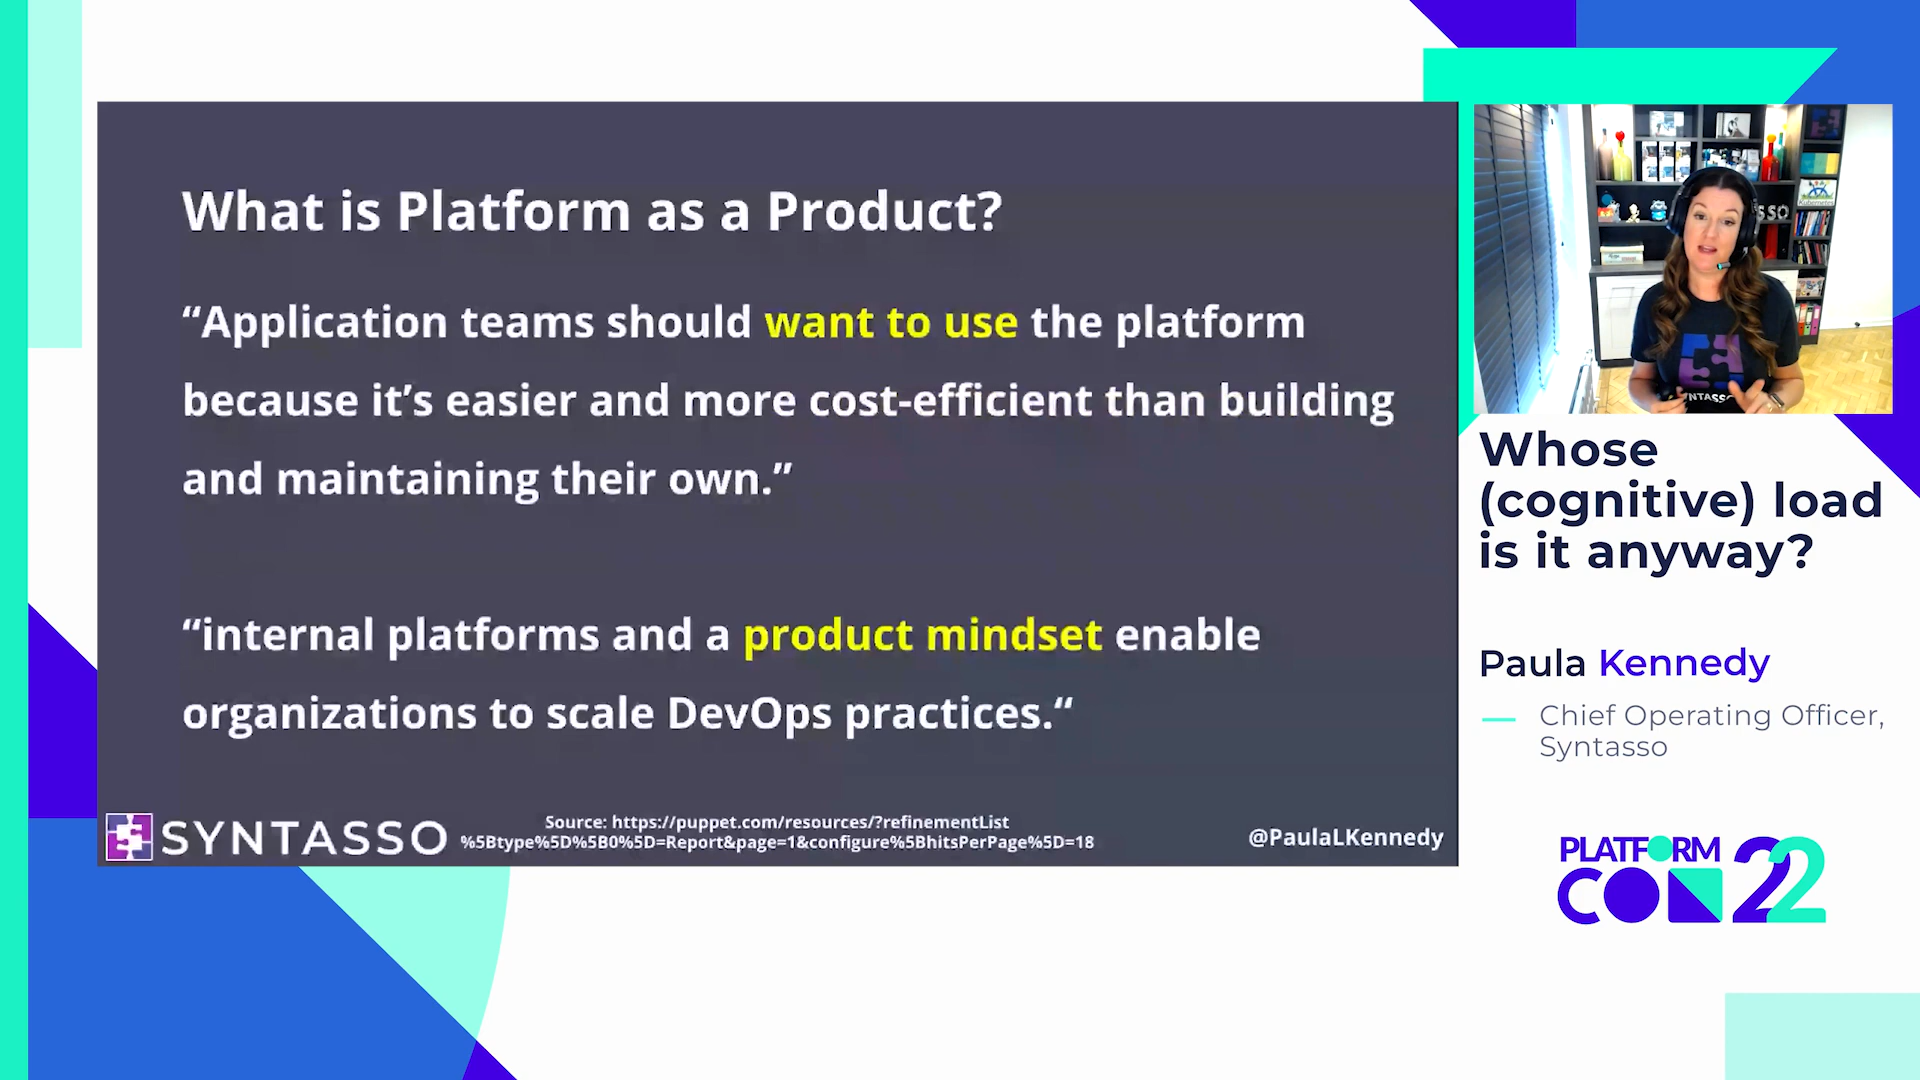 What is Platform as a Product?
“Application teams should want to use the platform
because it’s easier and more cost-efficient than building
and maintaining their own.”
“internal platforms and a product mindset enable
organizations to scale DevOps practices.“
SYNTASSO
Source: https://puppet.com/resources/?refinementList
%5Btype%5D%5B0%5D=Report&page=1&configure%5BhitsPerPage%5D=18
@PaulaLKennedy
Whose
(cognitive) load
is it anyway?
Paula Kennedy
Chief Operating Officer,
Syntasso
PLATFORM
CON 22